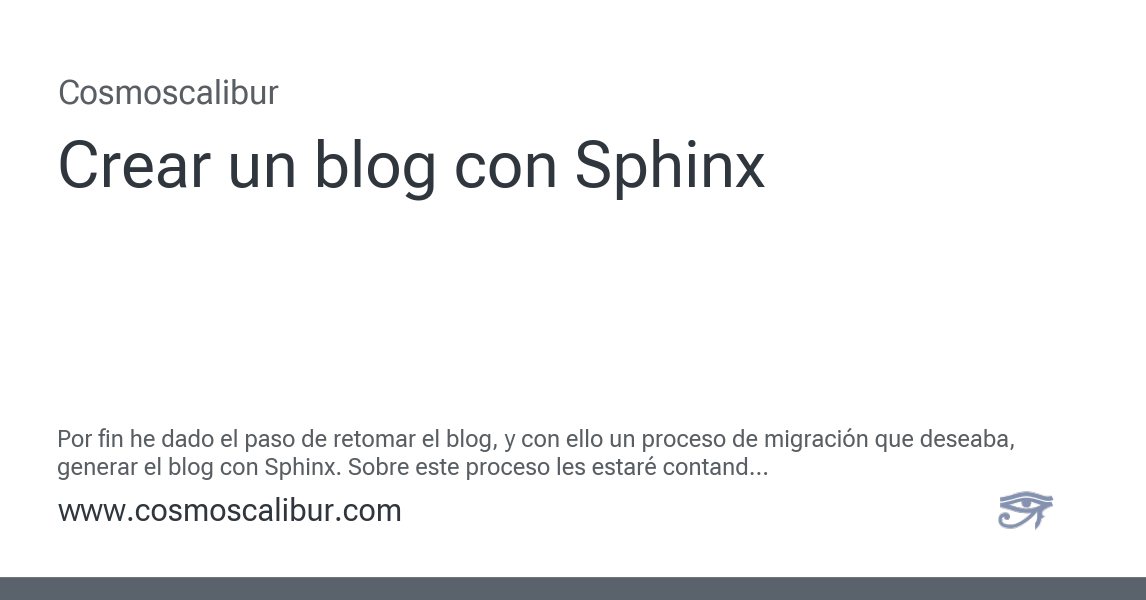 Cosmoscalibur
Crear un blog con Sphinx
Por fin he dado el paso de retomar el blog, y con ello un proceso de migración que deseaba,
generar el blog con Sphinx. Sobre este proceso les estaré contand...
www.cosmoscalibur.com